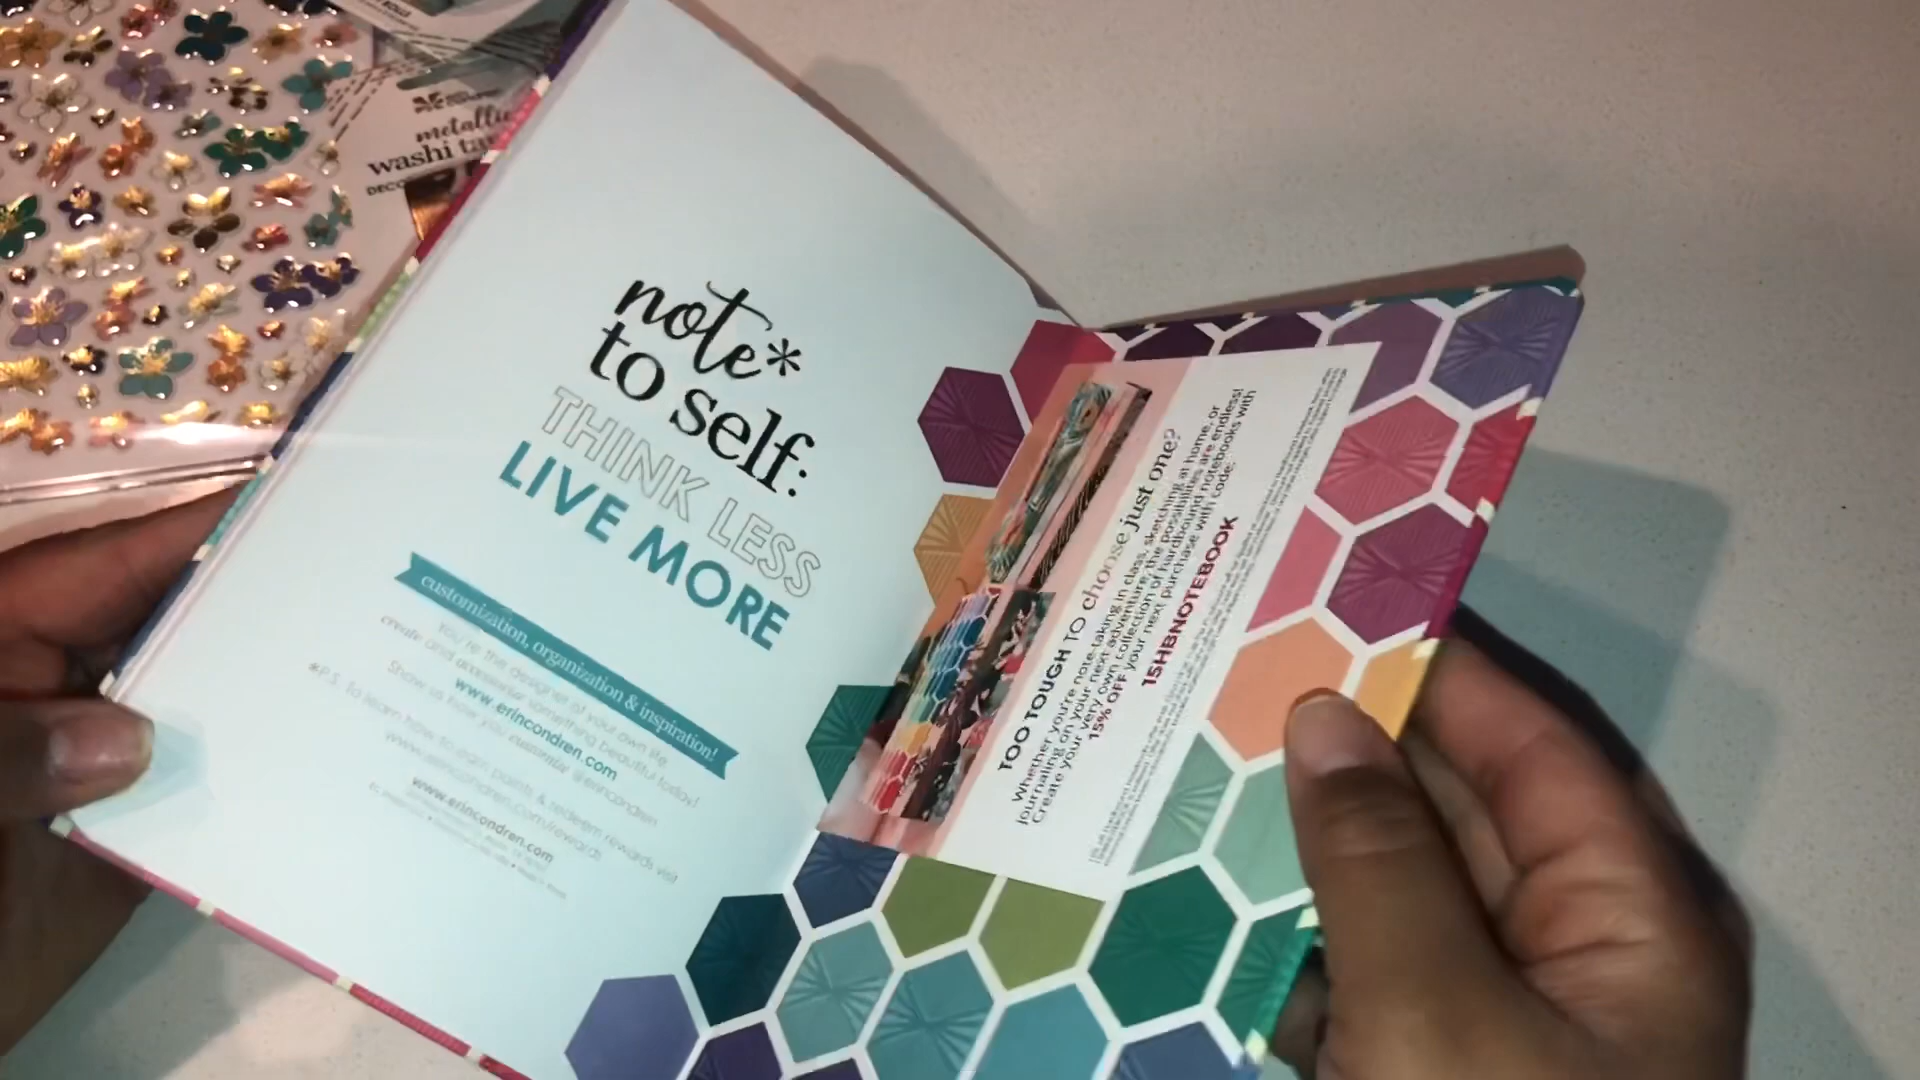 metallic
washi
note*
to self:
THINK LESS
LIVE MORE
customization, organization & inspiration!
You're the designer of your own life
create and accessorize something beautiful today!
www.erincondren.com
Show us how you customize @erincondren
*P.S. To learn how to earn points & redeem rewards visit
www.erincondren.com/rewards
www.erincondren.com
TOO TOUGH TO choose just one?
Whether you're note-taking in class, sketching at home, or
journaling on your next adventure, the possibilities are endless!
Create your very own collection of hardbound notebooks with
15% OFF your next purchase with code:
15HBNOTEBOOK